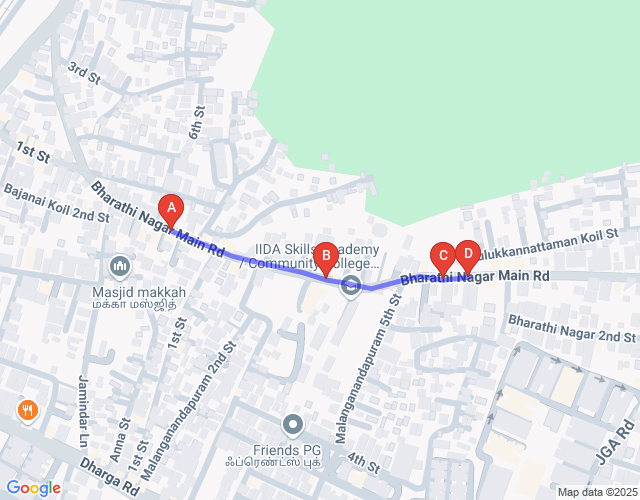 3rd St
6th St
1st St
Bajanai Koil 2nd St
Bharathi Nagar Main Rd
A
IIDA Skills Academy
/ Community College...
B
C
D
alukkannattaman Koil St
Bharathi Nagar Main Rd
Bharathi Nagar 2nd St
Masjid makkah
மக்கா மஸ்ஜித்
1st St
Malanganandapuram 2nd St
Malanganandapuram 5th St
Jamindar Ln
Anna St
1st St
Dharga Rd
Friends PG
ஃப்ரெண்ட்ஸ் புக்
4th St
JGA Rd
Google
Map data ©2025